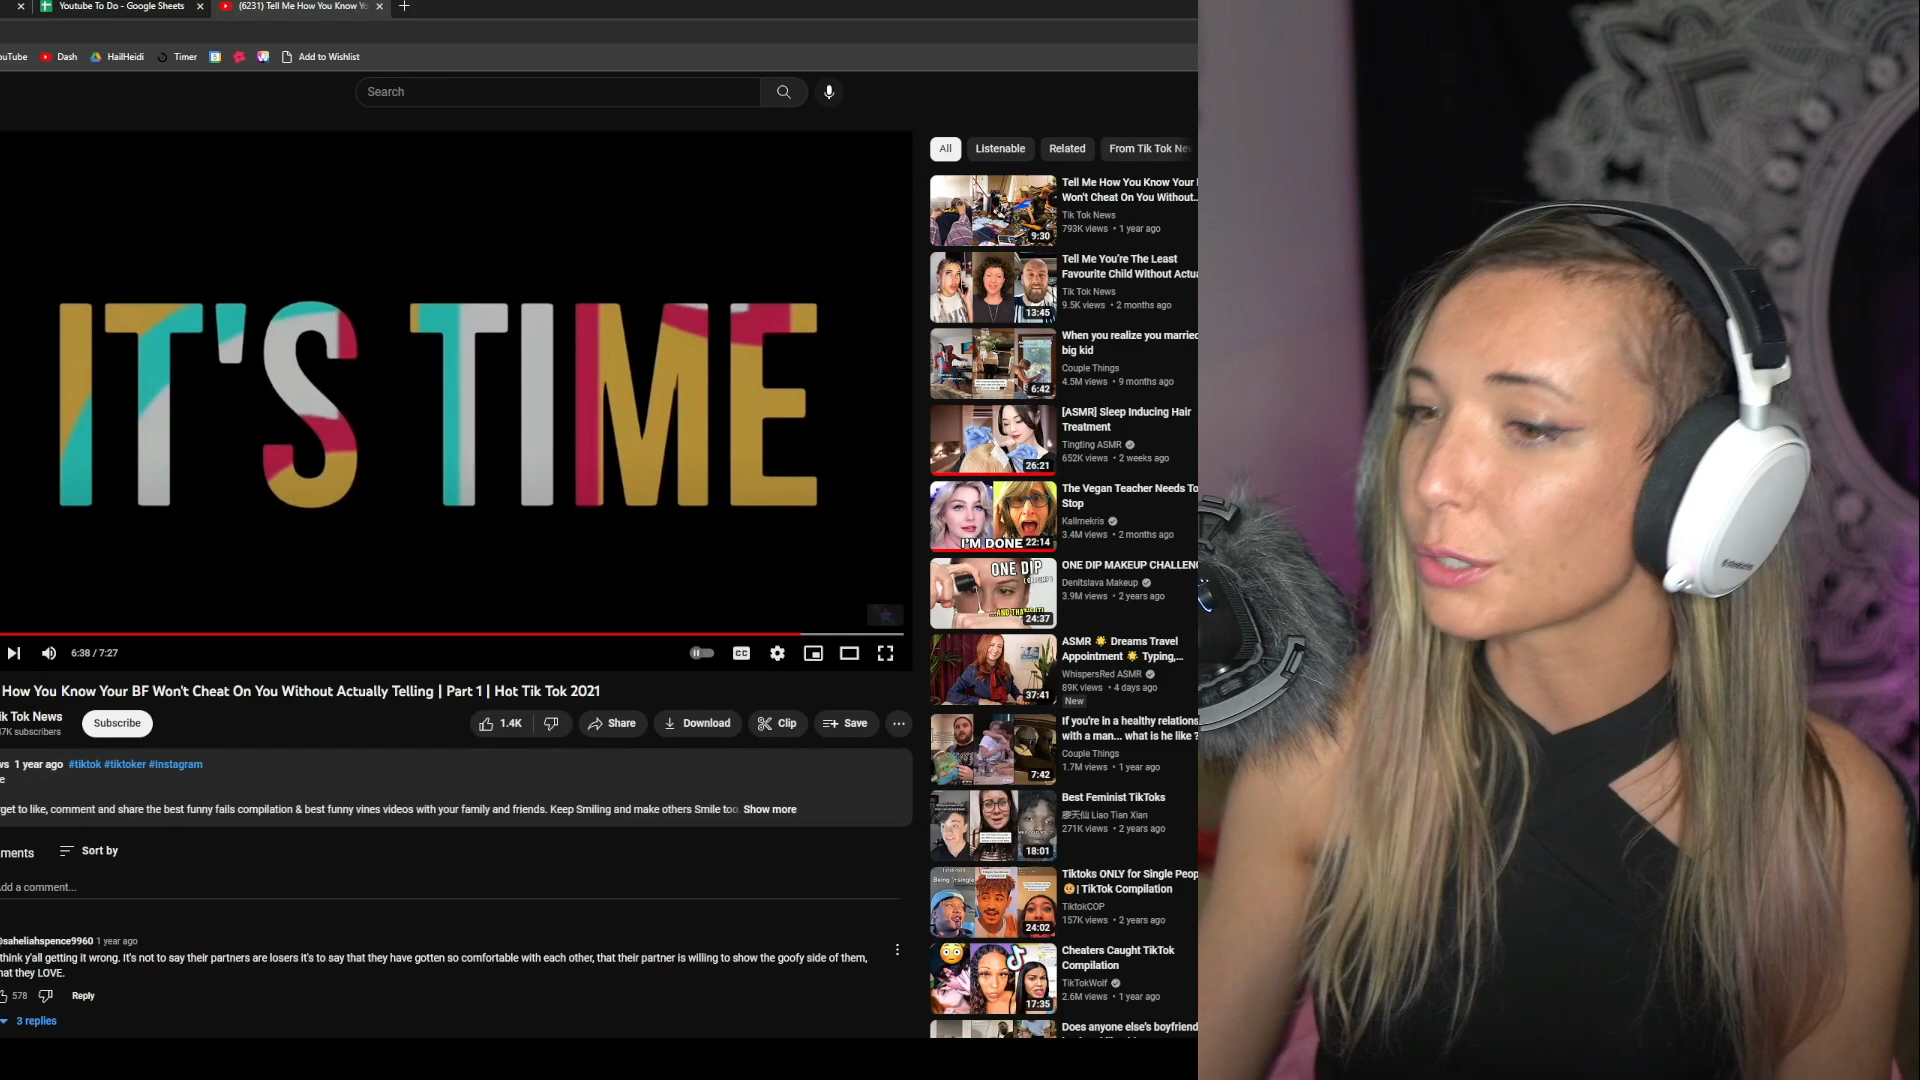 Youtube To Do - Google Sheets
(6231) Tell Me How You Know Yo
ouTube
Dash
HailHeidi
Timer
Add to Wishlist
Search
IT'S TIME
6:38 / 7:27
CC
How You Know Your BF Won't Cheat On You Without Actually Telling | Part 1 | Hot Tik Tok 2021
ik Tok News
7K subscribers
Subscribe
1.4K
Share
Download
Clip
Save
ws 1 year ago #tiktok #tiktoker #instagram
e
get to like, comment and share the best funny fails compilation & best funny vines videos with your family and friends. Keep Smiling and make others Smile too. Show more
ments
Sort by
dd a comment...
@saheliahspence9960 1 year ago
think y'all getting it wrong. It's not to say their partners are losers it's to say that they have gotten so comfortable with each other, that their partner is willing to show the goofy side of them,
hat they LOVE.
578
Reply
3 replies
All
Listenable
Related
From Tik Tok Ne
Tell Me How You Know Your
Won't Cheat On You Without...
Tik Tok News
793K views • 1 year ago
9:30
Tell Me You're The Least
Favourite Child Without Actua
Tik Tok News
9.5K views • 2 months ago
13:45
When you realize you married
big kid
Couple Things
4.5M views • 9 months ago
6:42
[ASMR] Sleep Inducing Hair
Treatment
Tingting ASMR
652K views • 2 weeks ago
26:21
The Vegan Teacher Needs To
Stop
Kallmekris
3.4M views • 2 months ago
I'M DONE
22:14
ONE DIP MAKEUP CHALLENG
Denitslava Makeup
3.9M views • 2 years ago
ONE DIP
...AND THAT'S IT!
24:37
ASMR 🌟 Dreams Travel
Appointment 🌟 Typing,...
WhispersRed ASMR
89K views • 4 days ago
New
37:41
If you're in a healthy relations
with a man... what is he like ?
Couple Things
1.7M views • 1 year ago
7:42
Best Feminist TikToks
廖天仙 Liao Tian Xian
271K views • 2 years ago
18:01
Tiktoks ONLY for Single Peop
🥺| TikTok Compilation
TiktokCOP
157K views • 2 years ago
Being single
24:02
Cheaters Caught TikTok
Compilation
TikTokWolf
2.6M views • 1 year ago
17:35
Does anyone else's boyfriend